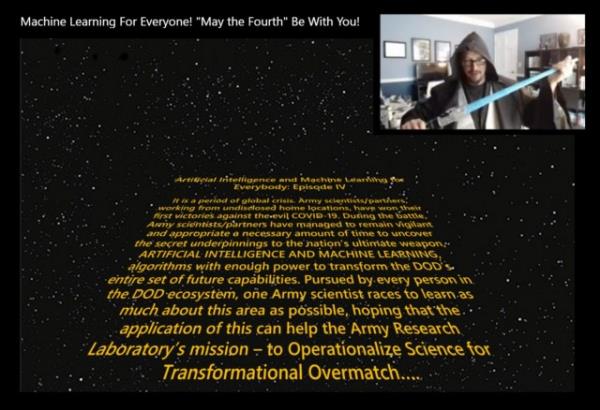 Machine Learning For Everyone! "May the Fourth" Be With You!
Artificial Intelligence and Machine Learning for
Everybody: Episode IV
It is a period of global crisis. Army scientists/partners,
working from undisclosed home locations, have won their
first victories against the evil COVID-19. During the battle,
Army scientists/partners have managed to remain vigilant
and appropriate a necessary amount of time to uncover
the secret underpinnings to the nation's ultimate weapon,
ARTIFICIAL INTELLIGENCE AND MACHINE LEARNING,
algorithms with enough power to transform the DOD's
entire set of future capabilities. Pursued by every person in
the DOD ecosystem, one Army scientist races to learn as
much about this area as possible, hoping that the
application of this can help the Army Research
Laboratory's mission – to Operationalize Science for
Transformational Overmatch....